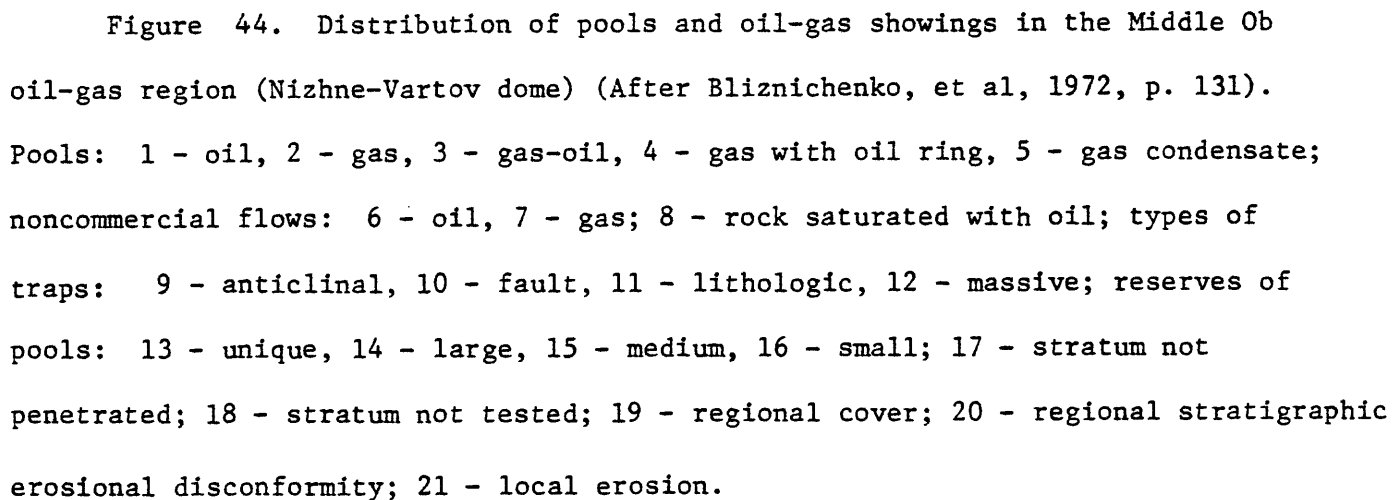 Figure 44. Distribution of pools and oil-gas showings in the Middle Ob
oil-gas region (Nizhne-Vartov dome) (After Bliznichenko, et al, 1972, p. 131).
Pools: 1 - oil, 2 - gas, 3 - gas-oil, 4 - gas with oil ring, 5 - gas condensate;
noncommercial flows: 6 - oil, 7 - gas; 8 - rock saturated with oil; types of
traps: 9 - anticlinal, 10 - fault, 11 - lithologic, 12 - massive; reserves of
pools: 13 - unique, 14 - large, 15 - medium, 16 - small; 17 - stratum not
penetrated; 18 - stratum not tested; 19 - regional cover; 20 - regional stratigraphic
erosional disconformity; 21 - local erosion.